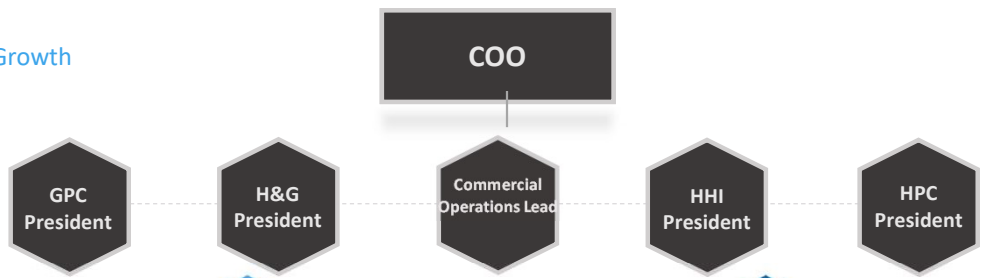 Growth
COO
GPC
President
H&G
President
Commercial
Operations Lead
HHI
President
HPC
President